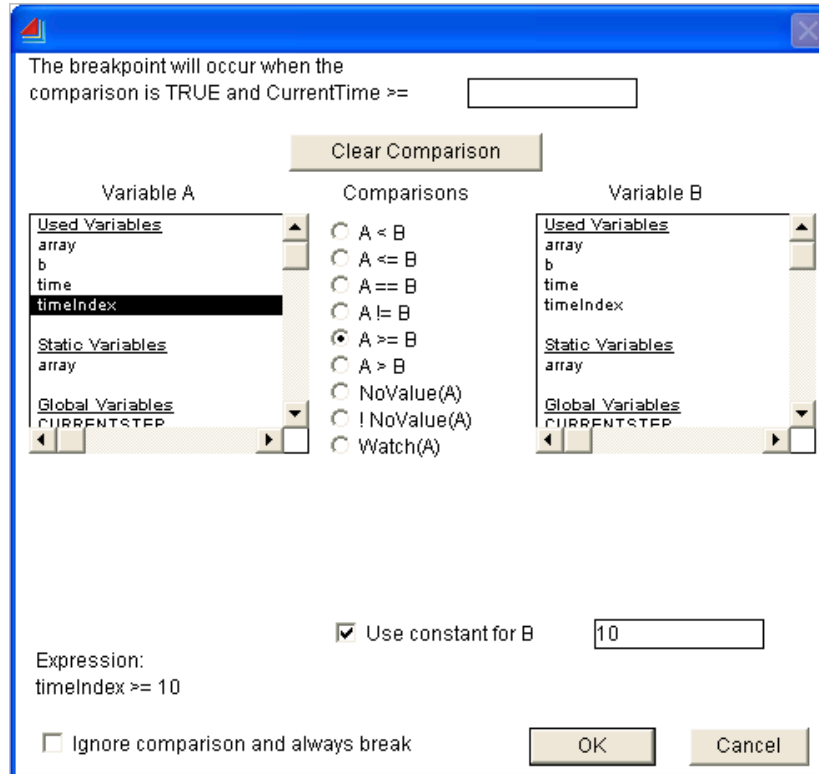 The breakpoint will occur when the
comparison is TRUE and CurrentTime >=
Clear Comparison
Variable A
Used Variables
array
b
time
timeIndex
Static Variables
array
Global Variables
CURRENTSTEP
Comparisons
A < B
A <= B
A == B
A != B
A >= B
A > B
NoValue(A)
! NoValue(A)
Watch(A)
Variable B
Used Variables
array
b
time
timeIndex
Static Variables
array
Global Variables
CURRENTSTEP
Use constant for B 10
Expression:
timeIndex >= 10
Ignore comparison and always break
OK Cancel